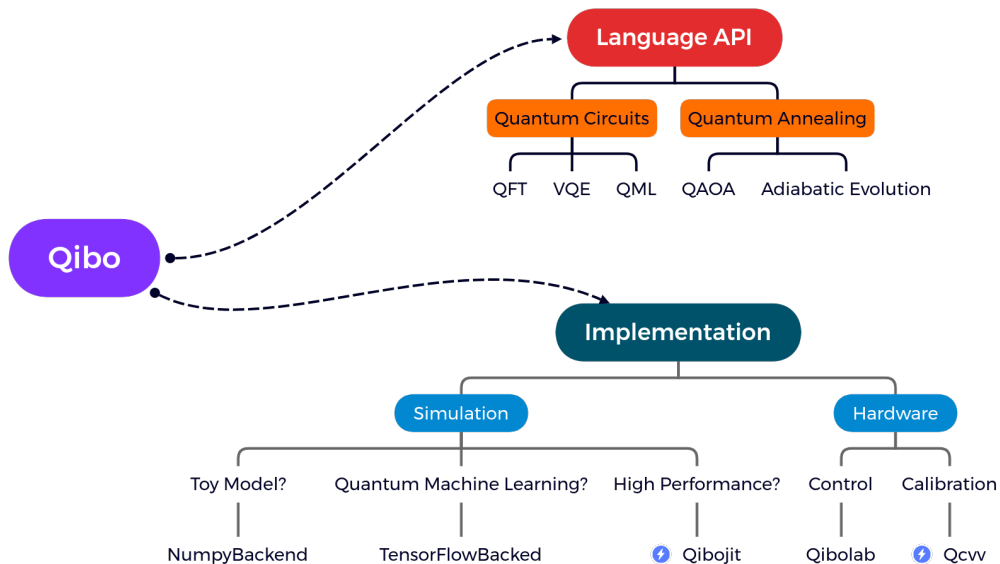 Language API
Quantum Circuits
Quantum Annealing
QFT
VQE
QML
QAOA
Adiabatic Evolution
Qibo
Implementation
Simulation
Hardware
Toy Model?
Quantum Machine Learning?
High Performance?
Control
Calibration
NumpyBackend
TensorFlowBacked
Qibojit
Qibolab
Qcvv